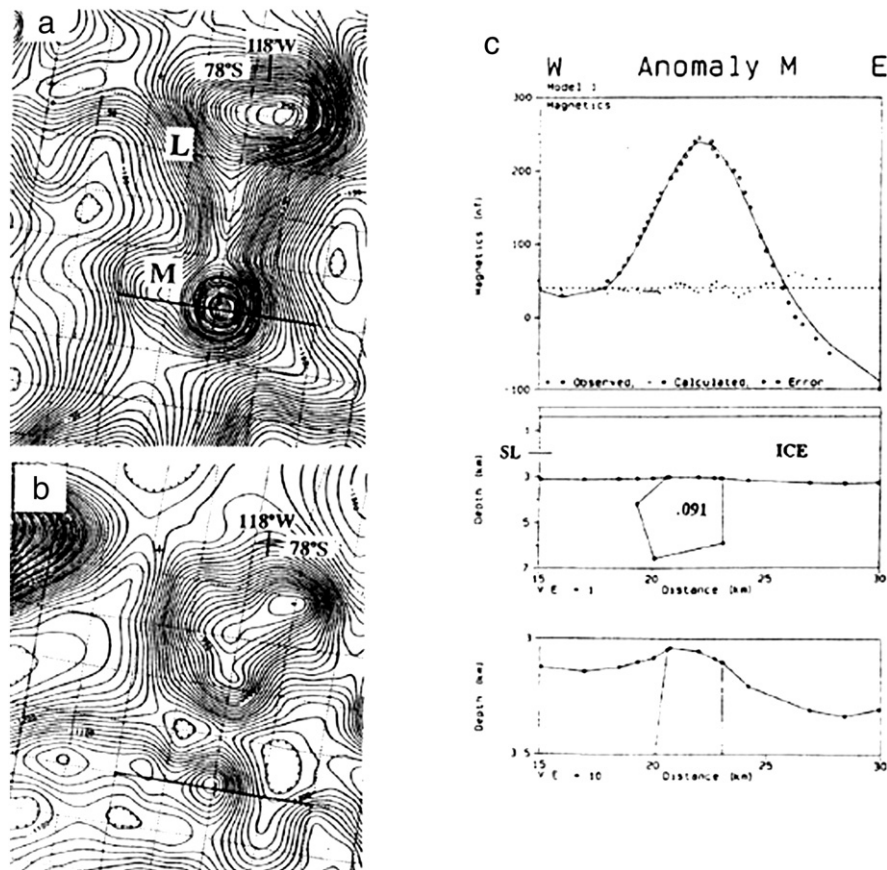 a
118°W
78°S
L
M
b
118°W
78°S
c
W Anomaly M E
Model 1
Magnetics
300
200
100
0
-100
Magnetics (nT)
Observed, Calculated, Error
1
SL
ICE
3
.091
5
7
Depth (km)
15 20 25 30
V E = 1 Distance (km)
3
3.5
Depth (km)
15 20 25 30
V E = 10 Distance (km)